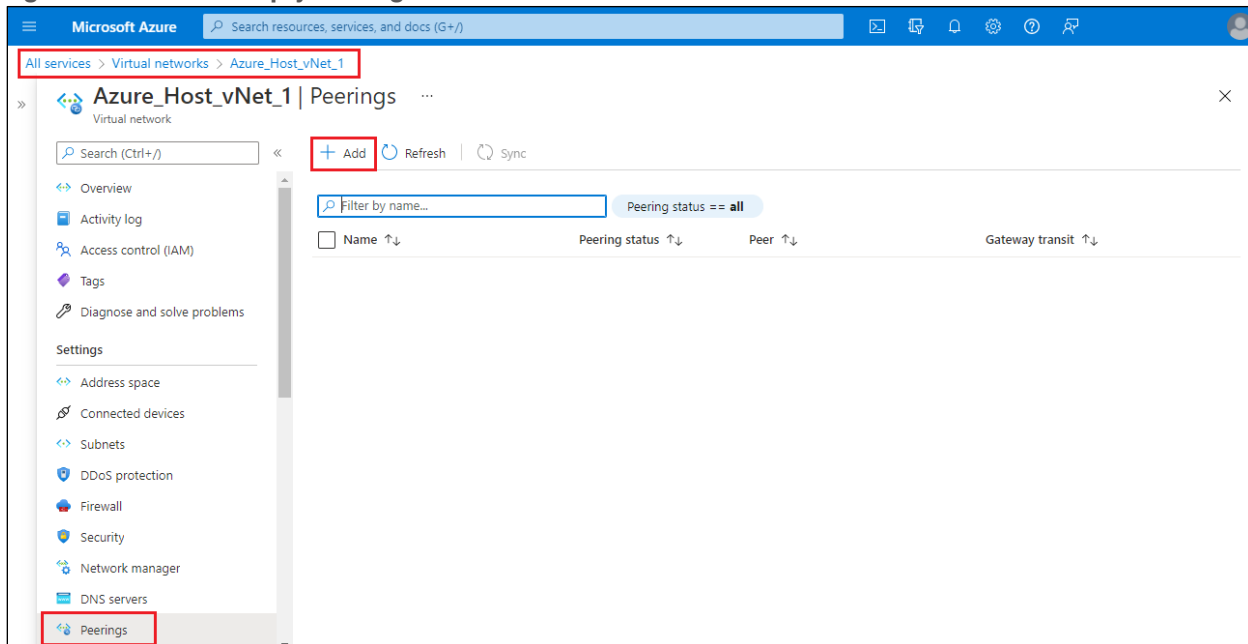 Microsoft Azure
Search resources, services, and docs (G+/)
All services > Virtual networks > Azure_Host_vNet_1
Azure_Host_vNet_1 | Peerings ...
Virtual network
Search (Ctrl+/)
+ Add Refresh Sync
Overview
Filter by name...
Peering status == all
Activity log
Name ↑↓ Peering status ↑↓ Peer ↑↓ Gateway transit ↑↓
Access control (IAM)
Tags
Diagnose and solve problems
Settings
Address space
Connected devices
Subnets
DDoS protection
Firewall
Security
Network manager
DNS servers
Peerings